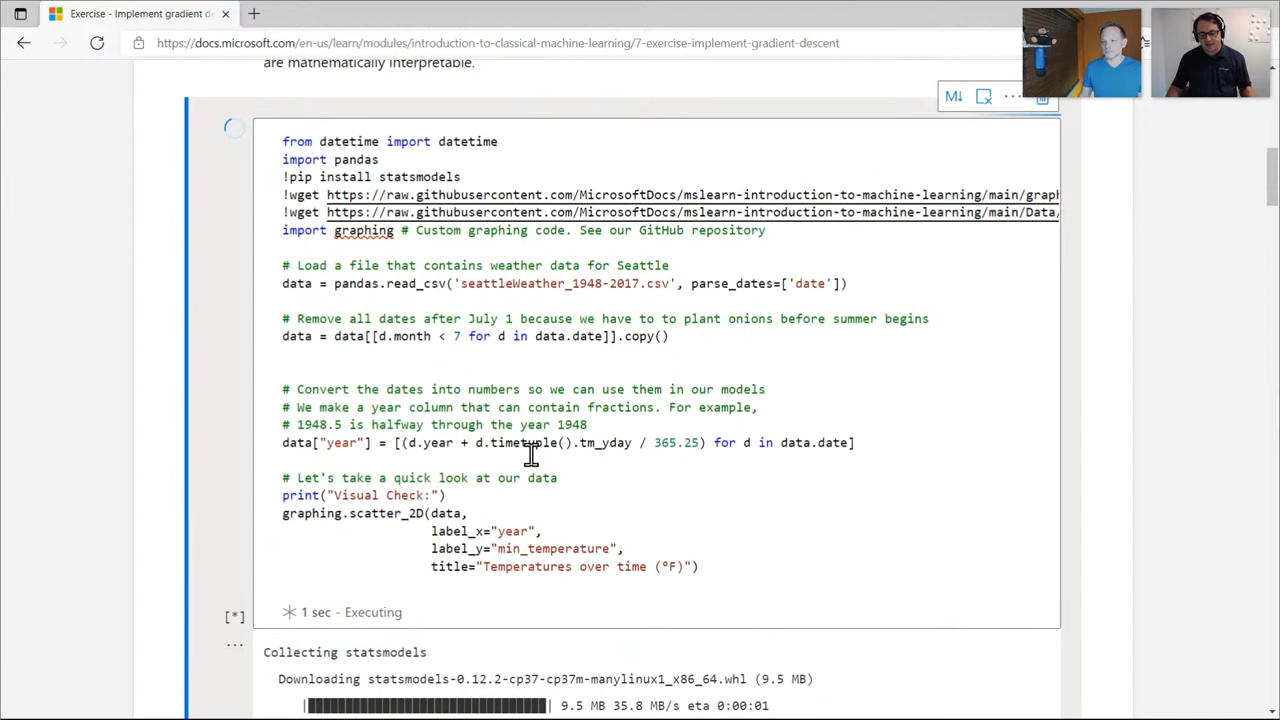 Exercise - Implement gradient de
https://docs.microsoft.com/en-us/learn/modules/introduction-to-classical-machine-learning/7-exercise-implement-gradient-descent
are mathematically interpretable.
M↓
from datetime import datetime
import pandas
!pip install statsmodels
!wget https://raw.githubusercontent.com/MicrosoftDocs/mslearn-introduction-to-machine-learning/main/graph
!wget https://raw.githubusercontent.com/MicrosoftDocs/mslearn-introduction-to-machine-learning/main/Data/
import graphing # Custom graphing code. See our GitHub repository
# Load a file that contains weather data for Seattle
data = pandas.read_csv('seattleWeather_1948-2017.csv', parse_dates=['date'])
# Remove all dates after July 1 because we have to to plant onions before summer begins
data = data[[d.month < 7 for d in data.date]].copy()
# Convert the dates into numbers so we can use them in our models
# We make a year column that can contain fractions. For example,
# 1948.5 is halfway through the year 1948
data["year"] = [(d.year + d.timetuple().tm_yday / 365.25) for d in data.date]
# Let's take a quick look at our data
print("Visual Check:")
graphing.scatter_2D(data,
label_x="year",
label_y="min_temperature",
title="Temperatures over time (°F)")
[*]
1 sec - Executing
Collecting statsmodels
Downloading statsmodels-0.12.2-cp37-cp37m-manylinux1_x86_64.whl (9.5 MB)
9.5 MB 35.8 MB/s eta 0:00:01